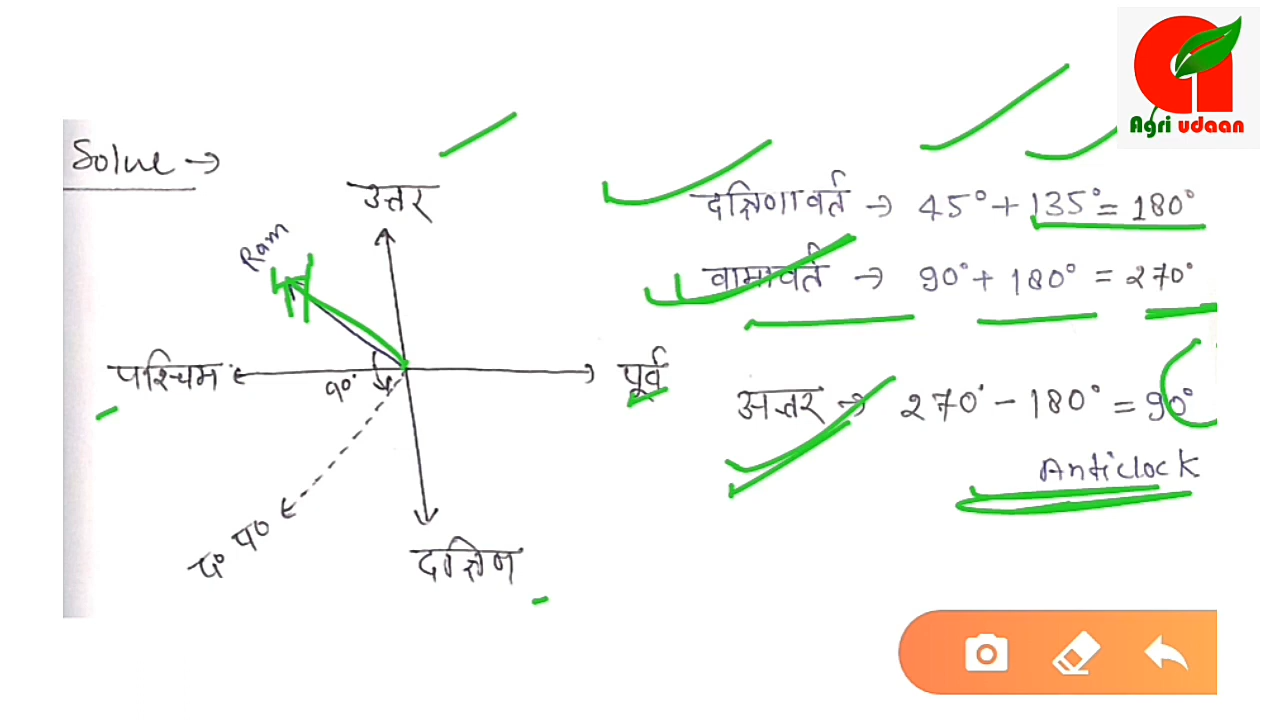 Agri udaan
Solve →
उत्तर
Ram
पश्चिम
पूर्व
90°
द० प०
दक्षिण
दक्षिणावर्त → 45° + 135° = 180°
वामावर्त → 90° + 180° = 270°
अन्तर → 270° - 180° = 90°
Anticlock